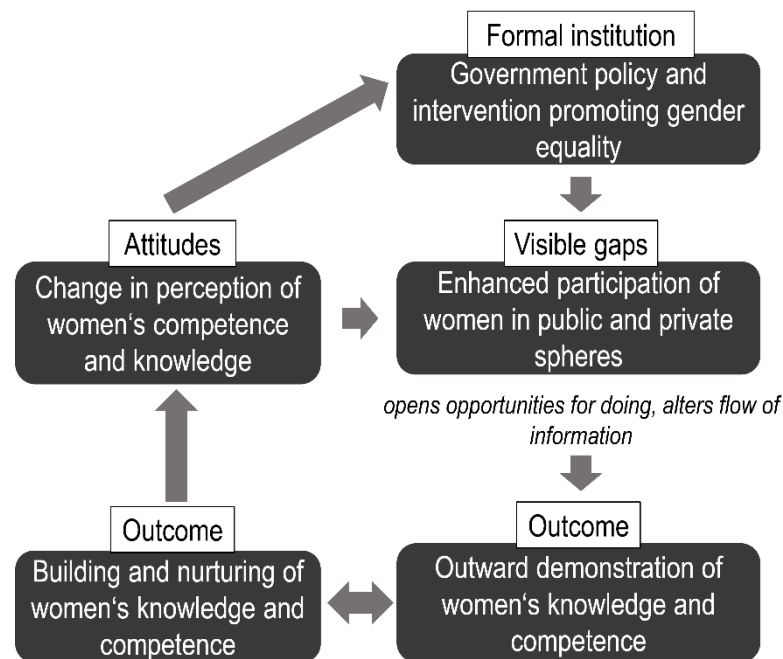 Formal institution
Government policy and
intervention promoting gender
equality
Attitudes
Change in perception of
women‘s competence
and knowledge
Visible gaps
Enhanced participation of
women in public and private
spheres
opens opportunities for doing, alters flow of
information
Outcome
Building and nurturing of
women‘s knowledge and
competence
Outcome
Outward demonstration of
women‘s knowledge and
competence